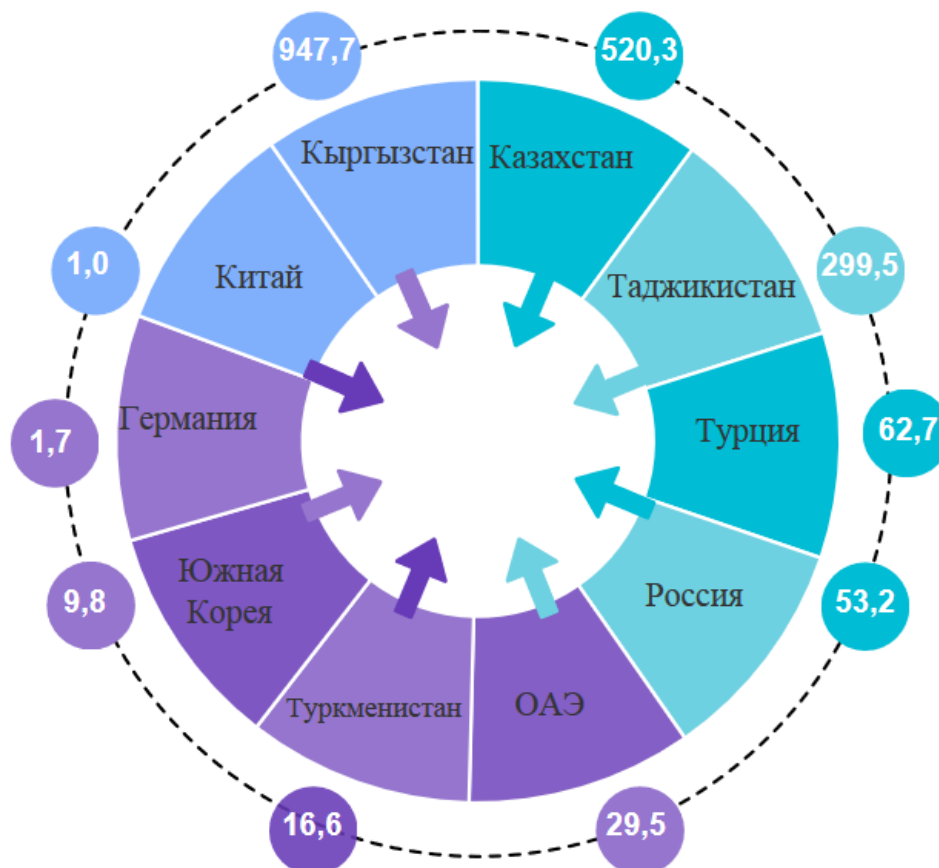 947,7
520,3
Кыргызстан
Казахстан
1,0
Китай
Таджикистан
299,5
Германия
1,7
Турция
62,7
9,8
Южная
Корея
Россия
53,2
Туркменистан
ОАЭ
16,6
29,5